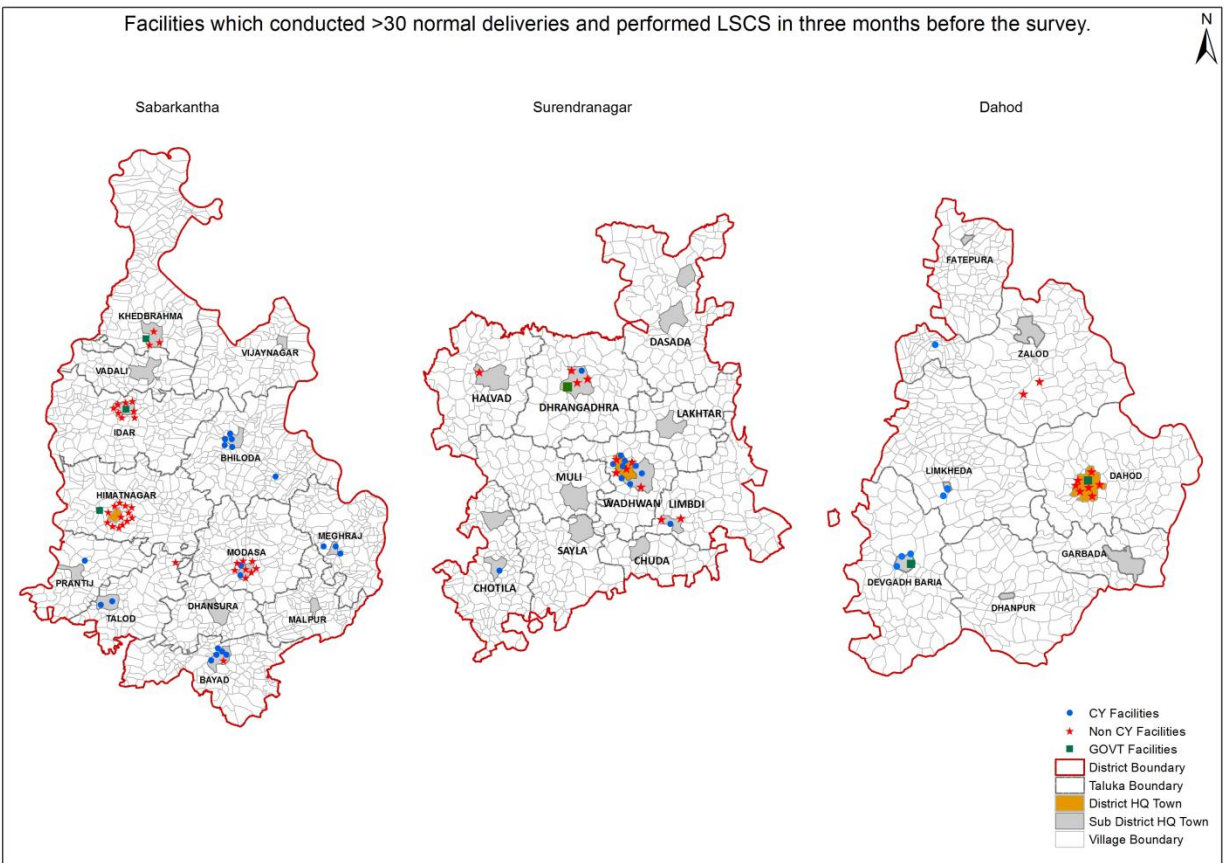 Facilities which conducted >30 normal deliveries and performed LSCS in three months before the survey.
N
Sabarkantha
Surendranagar
Dahod
KHEDBRAHMA
VIJAYNAGAR
VADALI
IDAR
BHILODA
HIMATNAGAR
MEGHRAJ
MODASA
PRANTIJ
TALOD
DHANSURA
MALPUR
BAYAD
DASADA
HALVAD
DHRANGADHRA
LAKHTAR
MULI
WADHWAN
LIMBDI
SAYLA
CHUDA
CHOTILA
FATEPURA
ZALOD
LIMKHEDA
DAHOD
GARBADA
DEVGADH BARIA
DHANPUR
CY Facilities
Non CY Facilities
GOVT Facilities
District Boundary
Taluka Boundary
District HQ Town
Sub District HQ Town
Village Boundary